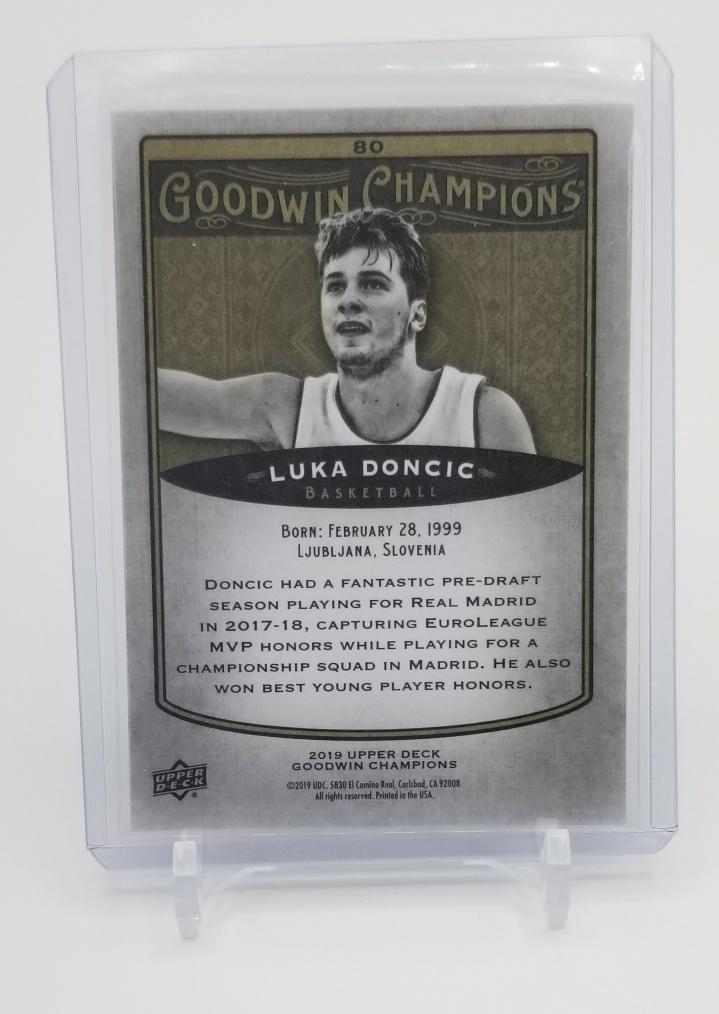 80
GOODWIN CHAMPIONS®
LUKA DONCIC
BASKETBALL
BORN: FEBRUARY 28, 1999
LJUBLJANA, SLOVENIA
DONCIC HAD A FANTASTIC PRE-DRAFT
SEASON PLAYING FOR REAL MADRID
IN 2017-18, CAPTURING EUROLEAGUE
MVP HONORS WHILE PLAYING FOR A
CHAMPIONSHIP SQUAD IN MADRID. HE ALSO
WON BEST YOUNG PLAYER HONORS.
2019 UPPER DECK
GOODWIN CHAMPIONS
UPPER
D·E·C·K®
©2019 UDC. 5830 El Camino Real, Carlsbad, CA 92008.
All rights reserved. Printed in the USA.